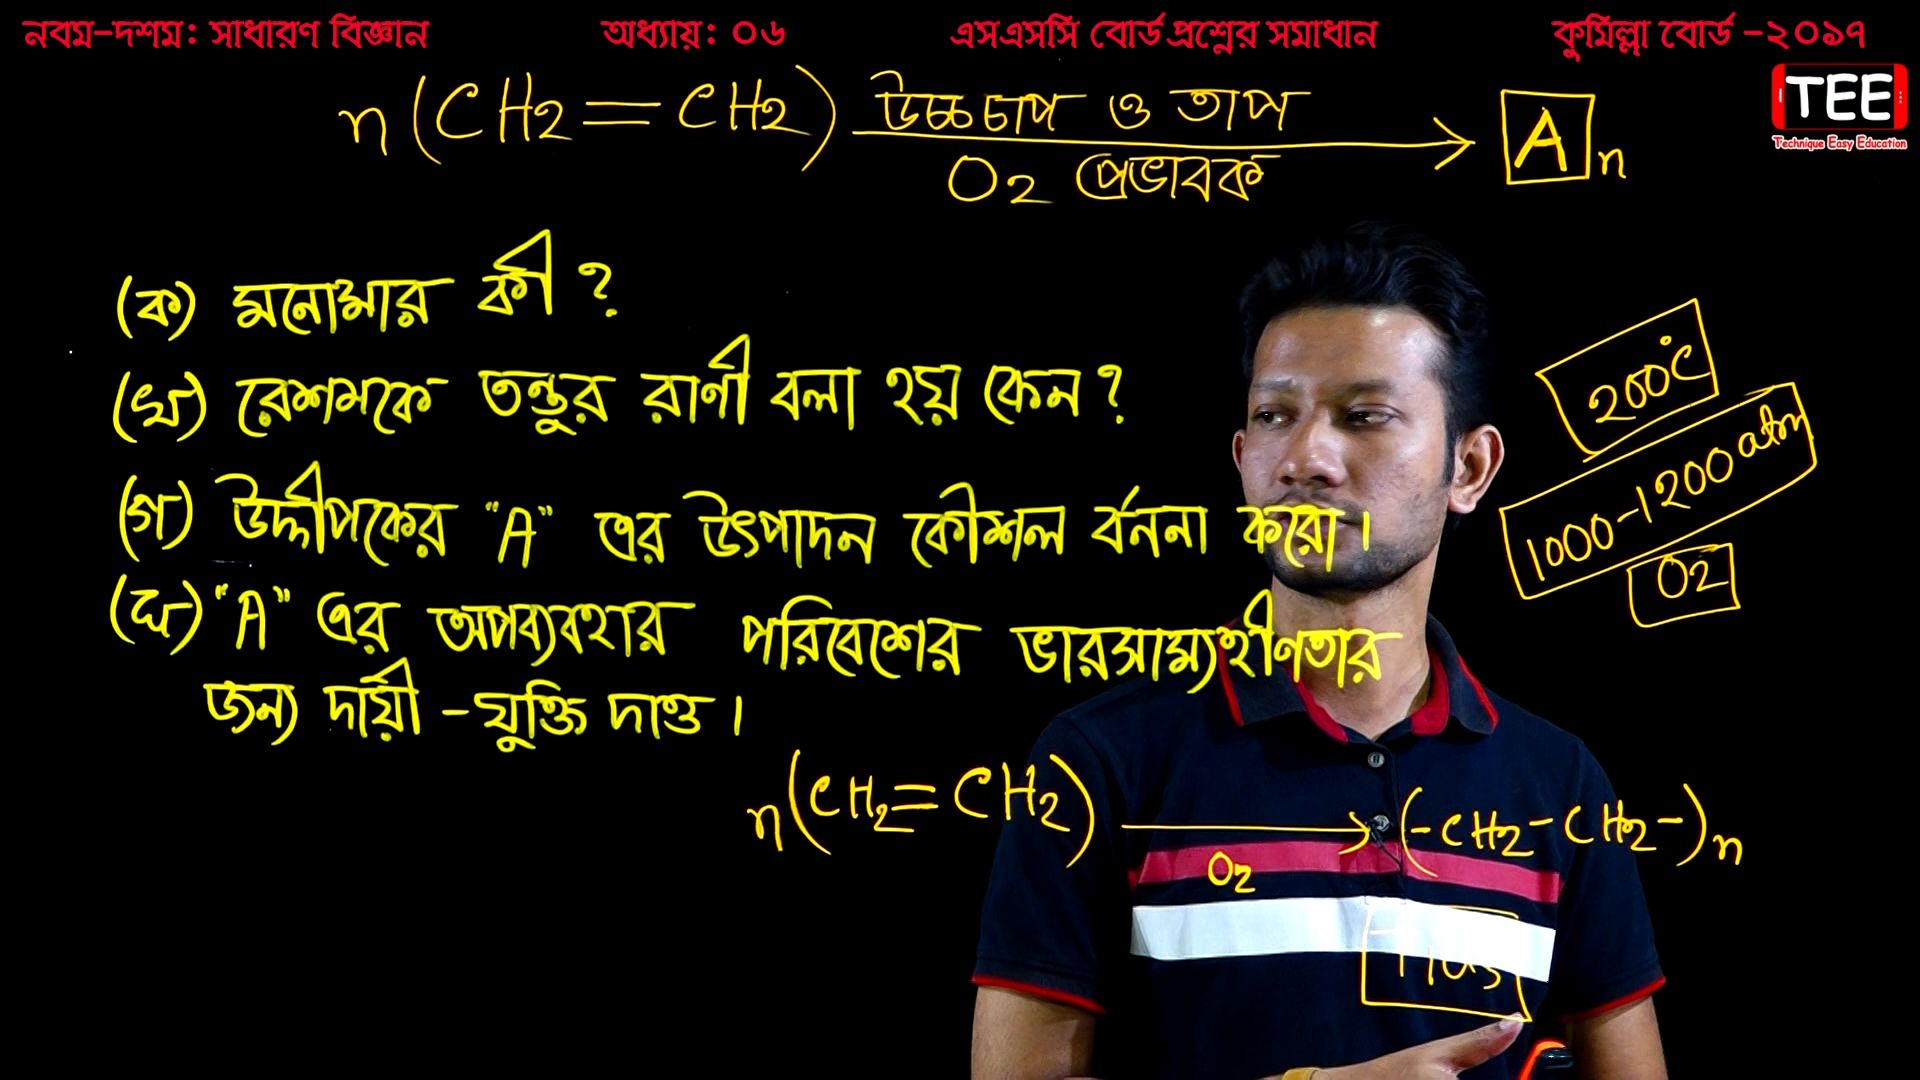 নবম-দশম: সাধারণ বিজ্ঞান অধ্যায়: ০৬ এসএসসি বোর্ড প্রশ্নের সমাধান কুমিল্লা বোর্ড -২০১৭
TEE
Technique Easy Education
n(CH2=CH2) উচ্চচাপ ও তাপ → [A]n
O2 প্রভাবক
(ক) মনোমার কী ?
(খ) রেশমকে তন্তুর রাণী বলা হয় কেন ?
(গ) উদ্দীপকের "A" এর উৎপাদন কৌশল র্বননা করো।
(ঘ) "A" এর অপব্যবহার পরিবেশের ভারসাম্যহীণতার
জন্য দায়ী - যুক্তি দাও।
200°C
1000-1200 atm
O2
n(CH2=CH2) → (-CH2-CH2-)n
O2